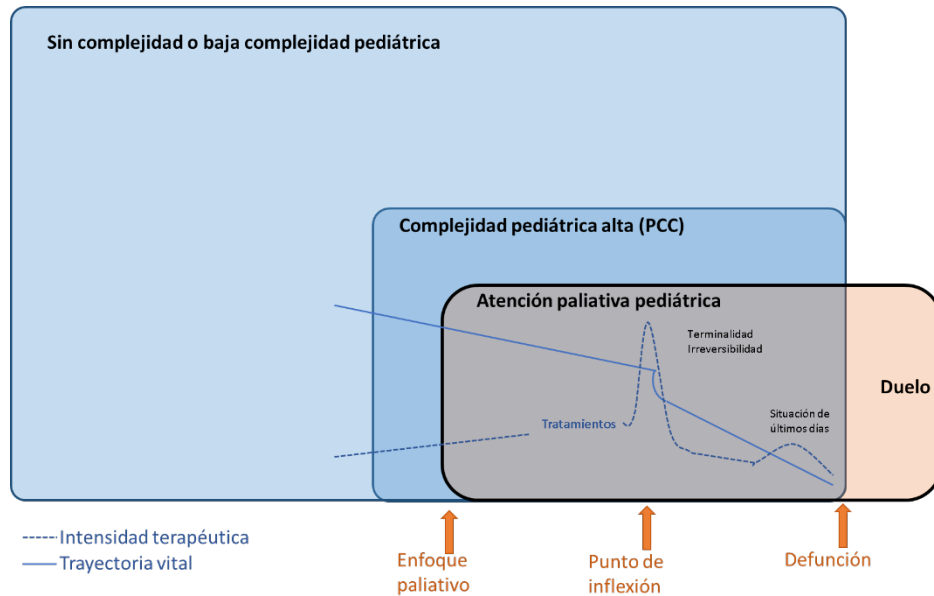 Sin complejidad o baja complejidad pediátrica
Complejidad pediátrica alta (PCC)
Atención paliativa pediátrica
Terminalidad
Irreversibilidad
Duelo
Tratamientos
Situación de
últimos días
Intensidad terapéutica
Trayectoria vital
Enfoque
paliativo
Punto de
inflexión
Defunción